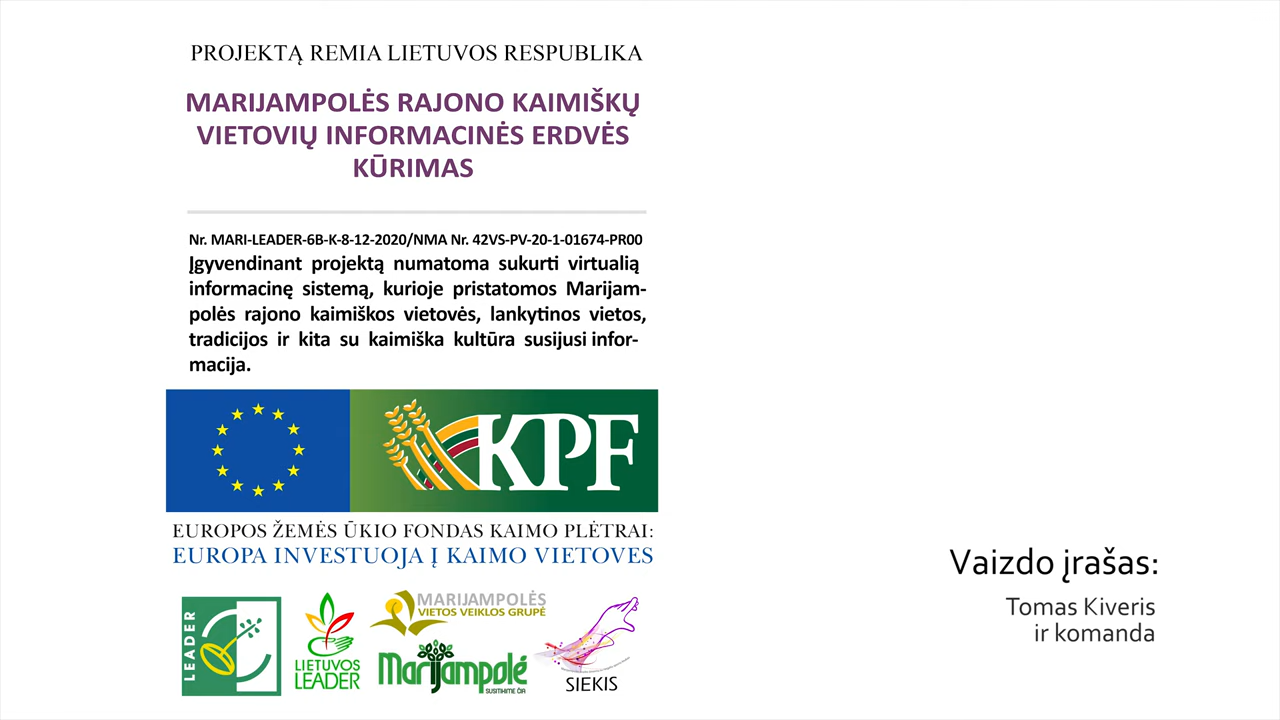 PROJEKTĄ REMIA LIETUVOS RESPUBLIKA
MARIJAMPOLĖS RAJONO KAIMIŠKŲ
VIETOVIŲ INFORMACINĖS ERDVĖS
KŪRIMAS
Nr. MARI-LEADER-6B-K-8-12-2020/NMA Nr. 42VS-PV-20-1-01674-PR00
Įgyvendinant projektą numatoma sukurti virtualią
informacinę sistemą, kurioje pristatomos Marijam-
polės rajono kaimiškos vietovės, lankytinos vietos,
tradicijos ir kita su kaimiška kultūra susijusi infor-
macija.
KPF
EUROPOS ŽEMĖS ŪKIO FONDAS KAIMO PLĖTRAI:
EUROPA INVESTUOJA Į KAIMO VIETOVES
LEADER
LIETUVOS
LEADER
MARIJAMPOLĖS
VIETOS VEIKLOS GRUPĖ
Marijampolė
SUSITIKIME ČIA
SIEKIS
Vaizdo įrašas:
Tomas Kiveris
ir komanda